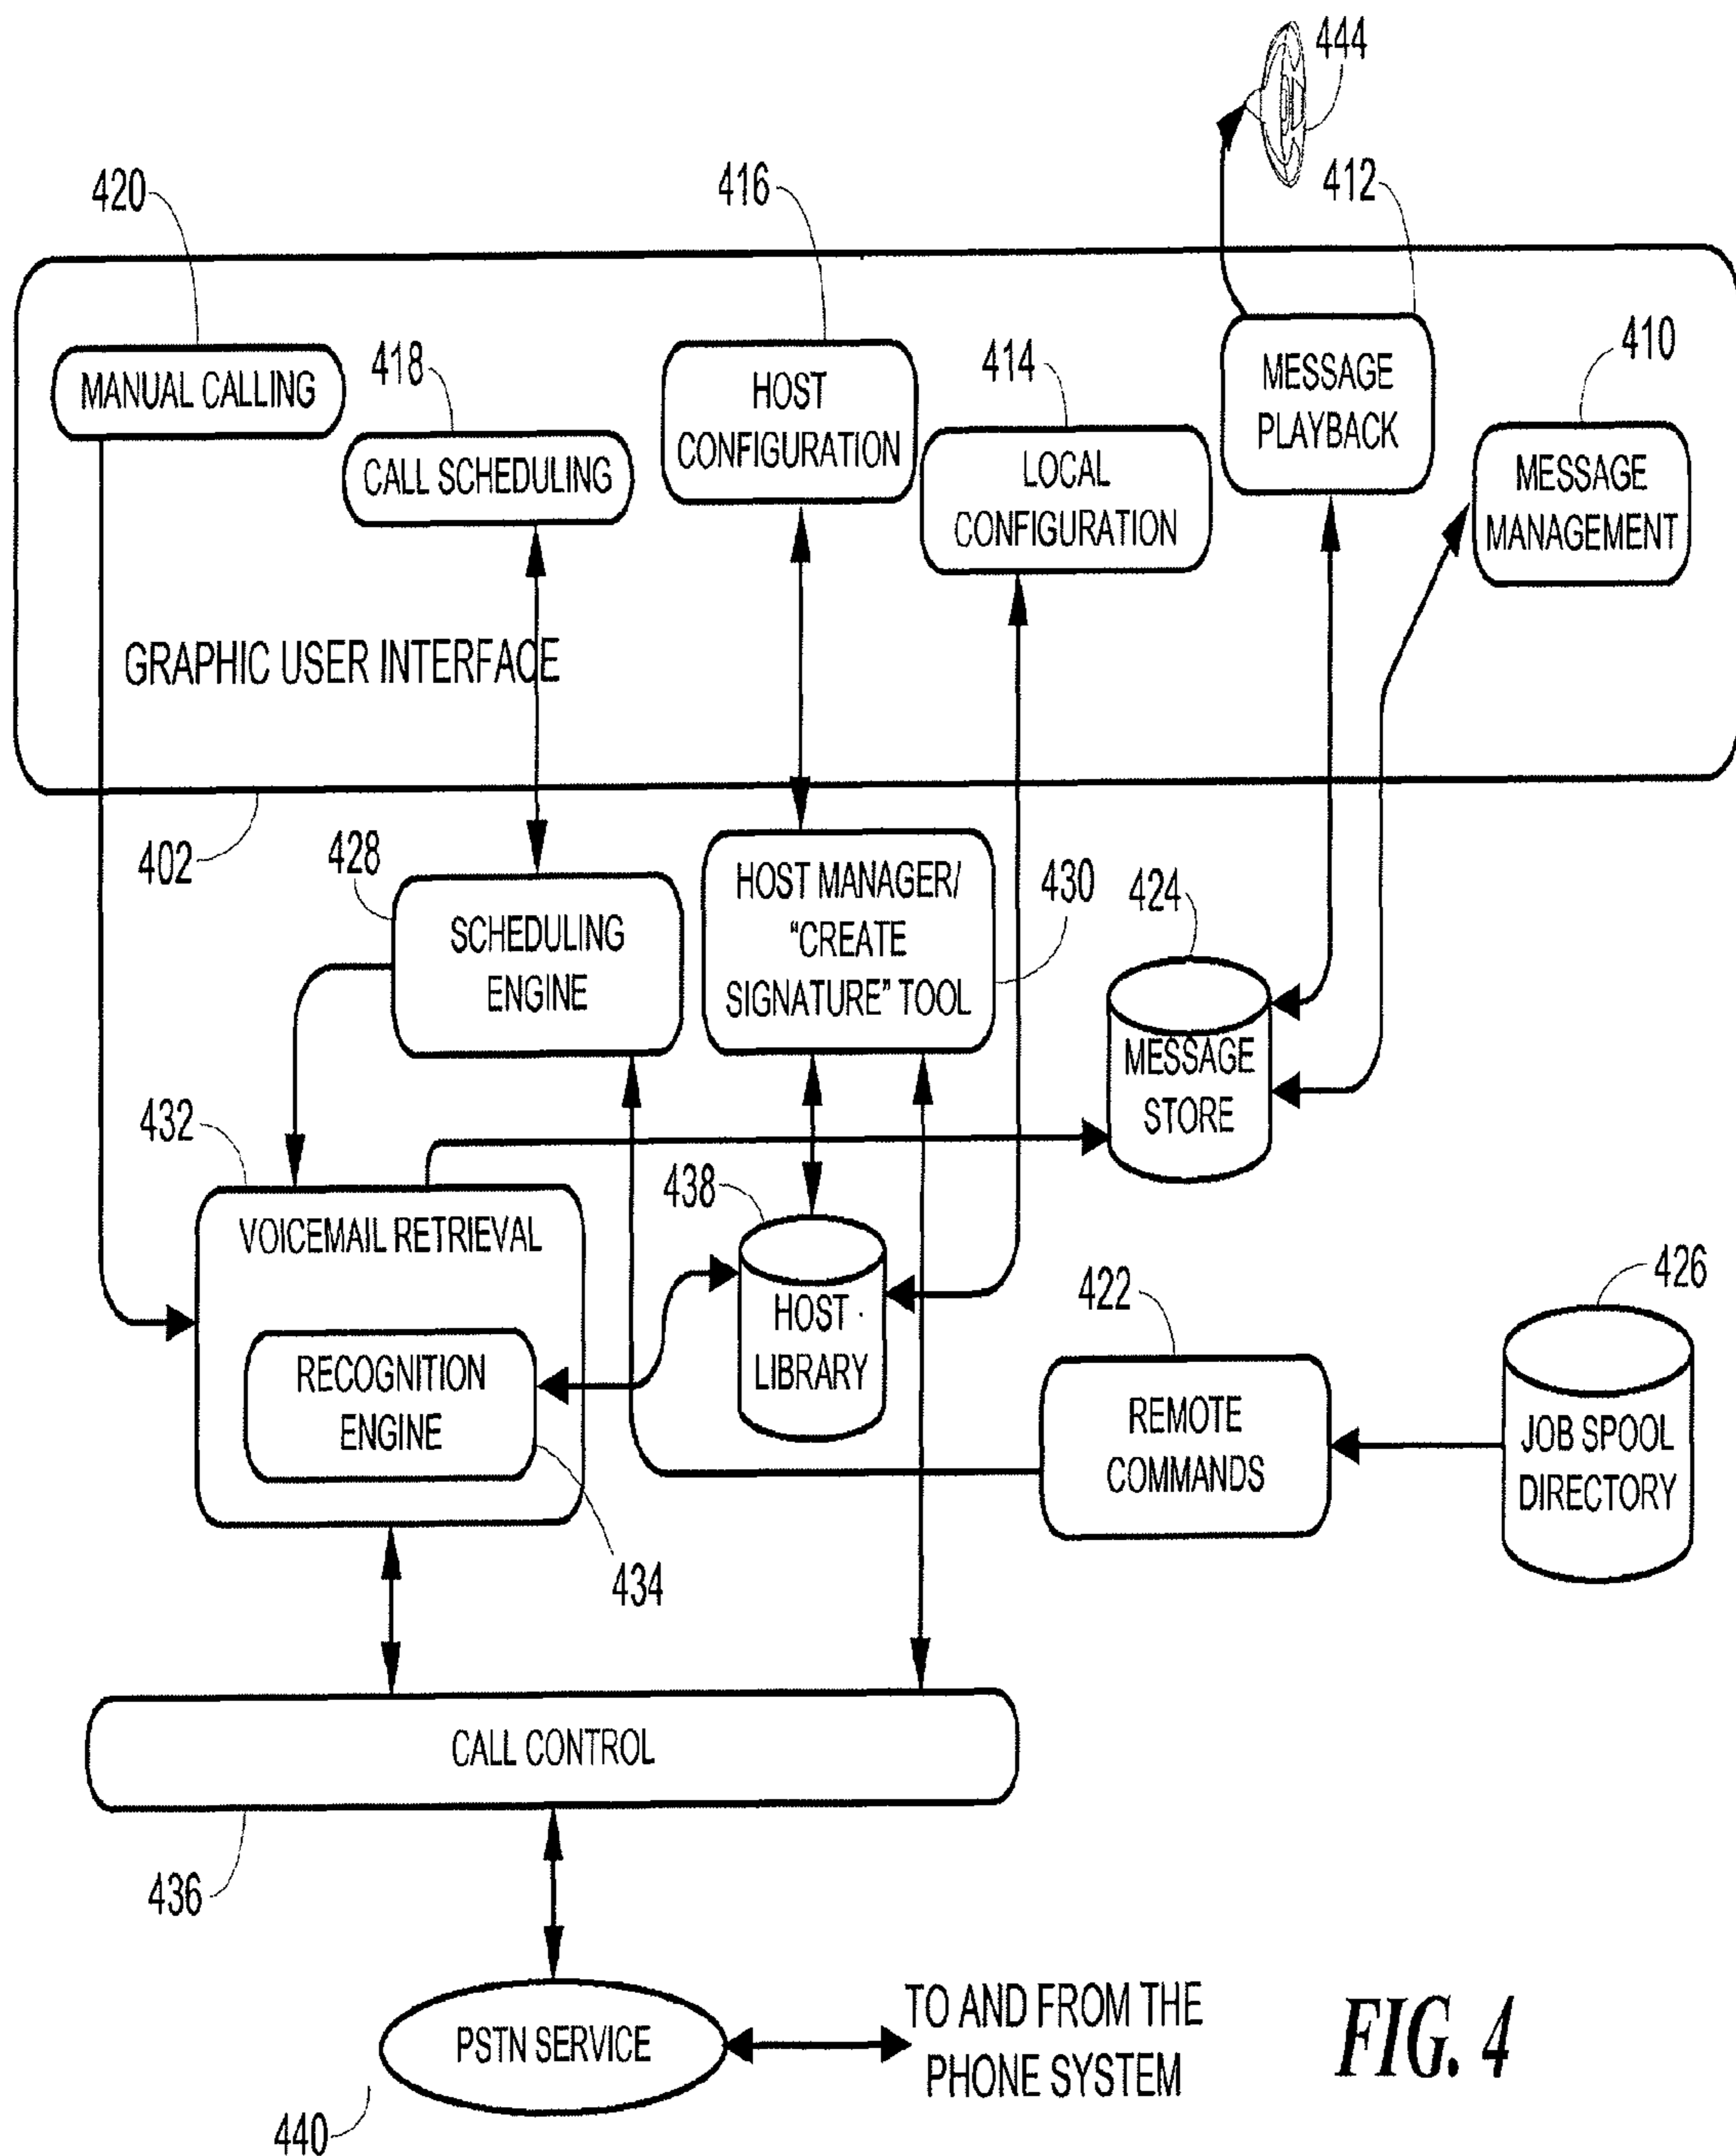 444
420
416
412
418
414
410
MANUAL CALLING
CALL SCHEDULING
HOST
CONFIGURATION
LOCAL
CONFIGURATION
MESSAGE
PLAYBACK
MESSAGE
MANAGEMENT
GRAPHIC USER INTERFACE
402
428
SCHEDULING
ENGINE
HOST MANAGER/
“CREATE
SIGNATURE” TOOL
430
424
MESSAGE
STORE
432
VOICEMAIL RETRIEVAL
438
HOST
LIBRARY
RECOGNITION
ENGINE
434
422
REMOTE
COMMANDS
426
JOB SPOOL
DIRECTORY
CALL CONTROL
436
PSTN SERVICE
440
TO AND FROM THE
PHONE SYSTEM
FIG. 4